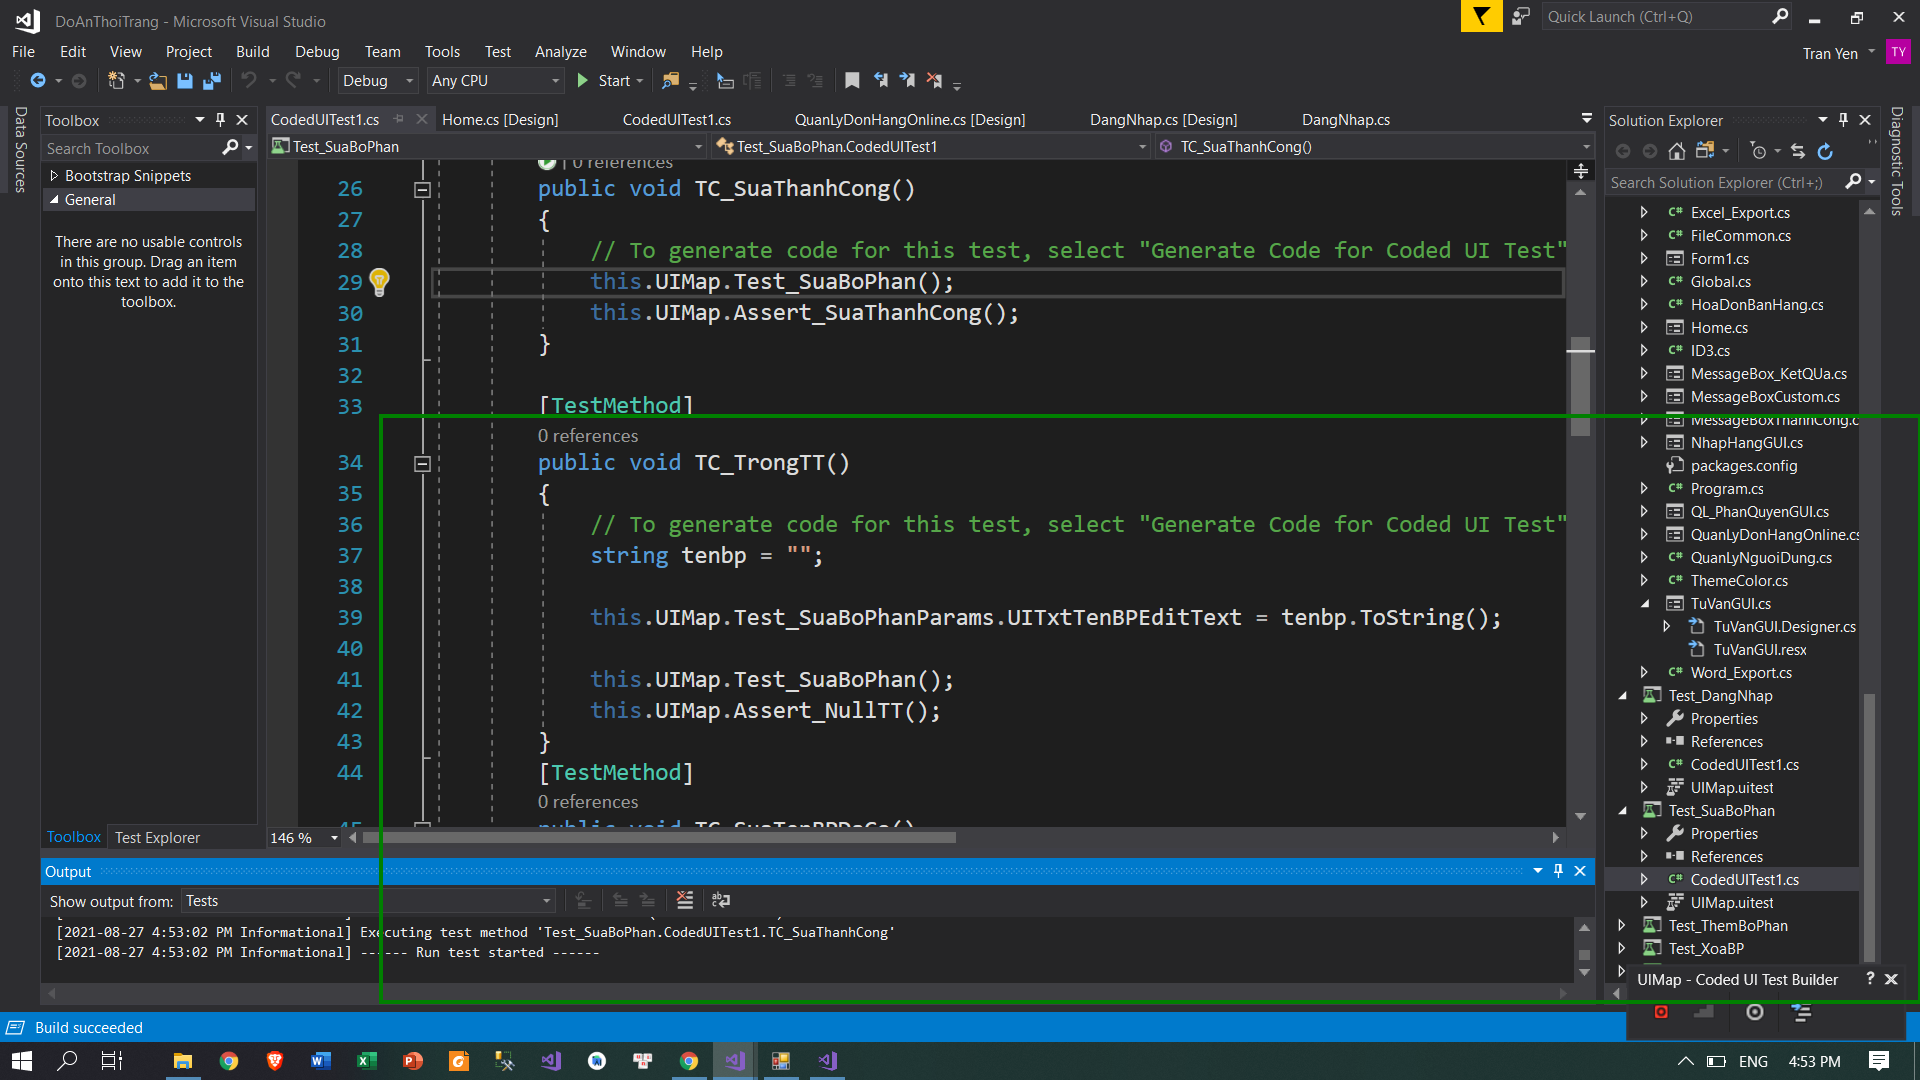 DoAnThoiTrang - Microsoft Visual Studio
Quick Launch (Ctrl+Q)
File Edit View Project Build Debug Team Tools Test Analyze Window Help
Tran Yen TY
Debug Any CPU Start
Data Sources
Toolbox
Search Toolbox
Bootstrap Snippets
General
There are no usable controls
in this group. Drag an item
onto this text to add it to the
toolbox.
Toolbox Test Explorer
CodedUITest1.cs Home.cs [Design] CodedUITest1.cs QuanLyDonHangOnline.cs [Design] DangNhap.cs [Design] DangNhap.cs
Test_SuaBoPhan Test_SuaBoPhan.CodedUITest1 TC_SuaThanhCong()
0 references
26 public void TC_SuaThanhCong()
27 {
28 // To generate code for this test, select "Generate Code for Coded UI Test"
29 this.UIMap.Test_SuaBoPhan();
30 this.UIMap.Assert_SuaThanhCong();
31 }
32
33 [TestMethod]
0 references
34 public void TC_TrongTT()
35 {
36 // To generate code for this test, select "Generate Code for Coded UI Test"
37 string tenbp = "";
38
39 this.UIMap.Test_SuaBoPhanParams.UITxtTenBPEditText = tenbp.ToString();
40
41 this.UIMap.Test_SuaBoPhan();
42 this.UIMap.Assert_NullTT();
43 }
44 [TestMethod]
0 references
45 public void TC_SuaTenBPDaCo()
146 %
Output
Show output from: Tests
[2021-08-27 4:53:02 PM Informational] Executing test method 'Test_SuaBoPhan.CodedUITest1.TC_SuaThanhCong'
[2021-08-27 4:53:02 PM Informational] ------ Run test started ------
Solution Explorer
Search Solution Explorer (Ctrl+;)
Excel_Export.cs
FileCommon.cs
Form1.cs
Global.cs
HoaDonBanHang.cs
Home.cs
ID3.cs
MessageBox_KetQUa.cs
MessageBoxCustom.cs
MessageBoxThanhCong.c
NhapHangGUI.cs
packages.config
Program.cs
QL_PhanQuyenGUI.cs
QuanLyDonHangOnline.cs
QuanLyNguoiDung.cs
ThemeColor.cs
TuVanGUI.cs
TuVanGUI.Designer.cs
TuVanGUI.resx
Word_Export.cs
Test_DangNhap
Properties
References
CodedUITest1.cs
UIMap.uitest
Test_SuaBoPhan
Properties
References
CodedUITest1.cs
UIMap.uitest
Test_ThemBoPhan
Test_XoaBP
Diagnostic Tools
UIMap - Coded UI Test Builder ?
Build succeeded
ENG 4:53 PM